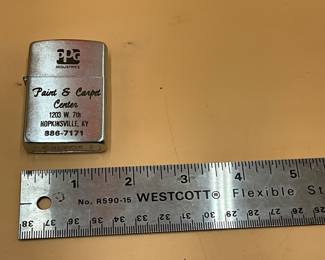 PPG
INDUSTRIES
Paint & Carpet
Center
1203 W. 7th
HOPKINSVILLE, KY
886-7171
1 2 3 4 5
No. R590-15 WESTCOTT® Flexible St
38 37 36 35 34 33 32 31 30 29 28 27 26 25